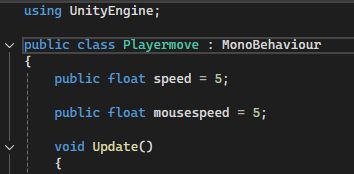 using UnityEngine;
public class Playermove : MonoBehaviour
{
public float speed = 5;
public float mousespeed = 5;
void Update()
{